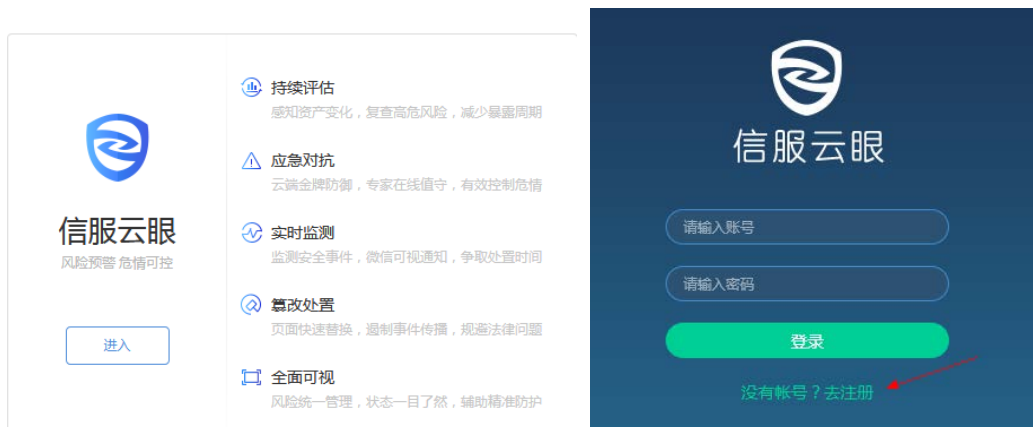 信服云眼
风险预警 危情可控
进入
持续评估
感知资产变化，复查高危风险，减少暴露周期
应急对抗
云端金牌防御，专家在线值守，有效控制危情
实时监测
监测安全事件，微信可视通知，争取处置时间
篡改处置
页面快速替换，遏制事件传播，规避法律问题
全面可视
风险统一管理，状态一目了然，辅助精准防护
信服云眼
请输入账号
请输入密码
登录
没有帐号？去注册